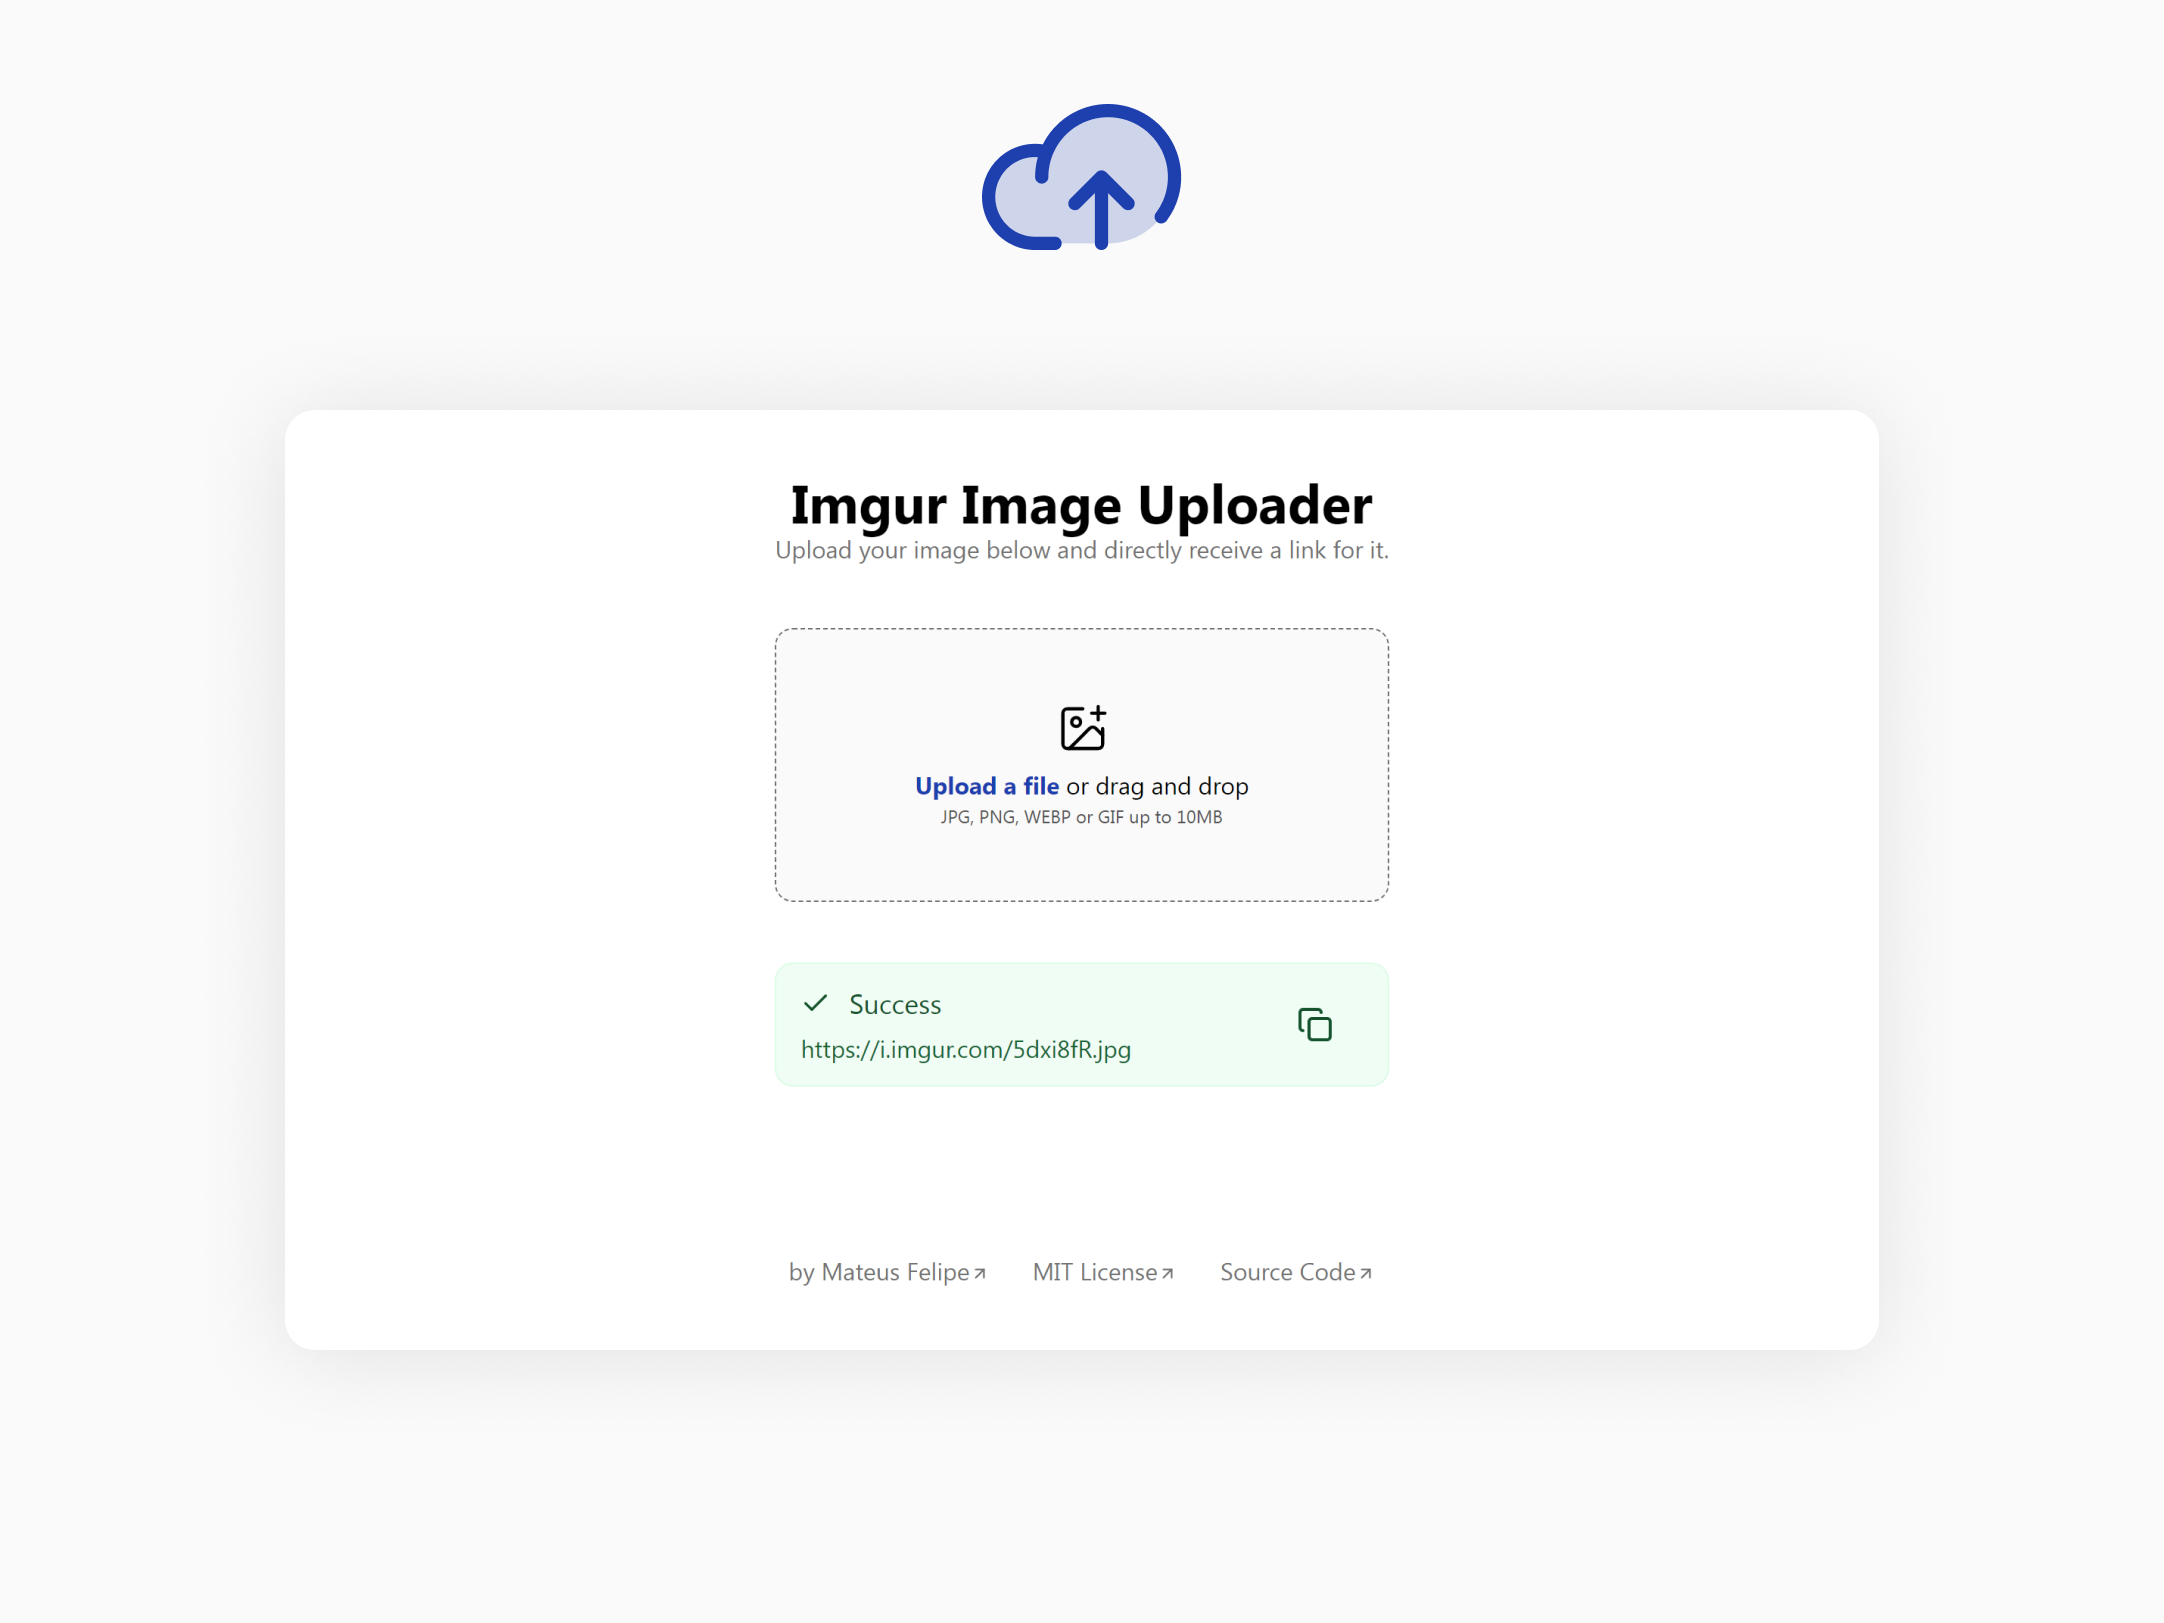 Imgur Image Uploader
Upload your image below and directly receive a link for it.
Upload a file or drag and drop
JPG, PNG, WEBP or GIF up to 10MB
Success
https://i.imgur.com/5dxi8fR.jpg
by Mateus Felipe MIT License Source Code